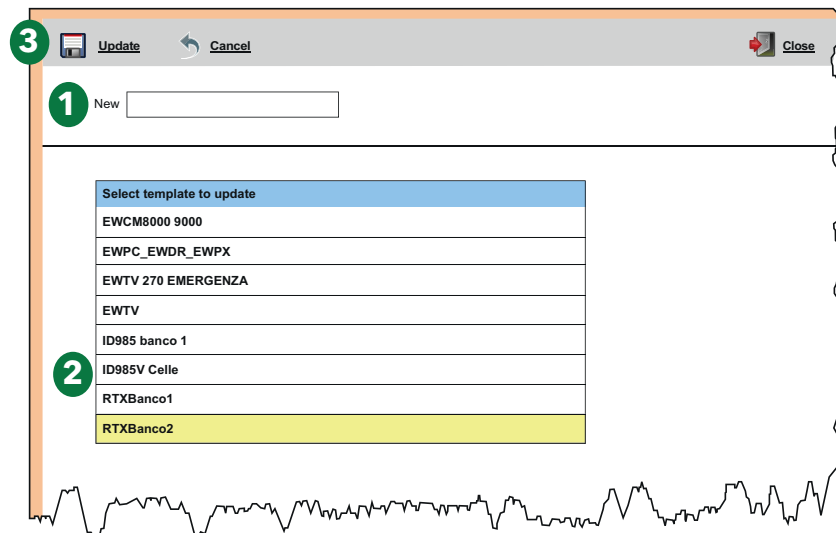 3 Update Cancel Close
1 New
Select template to update
EWCM8000 9000
EWPC_EWDR_EWPX
EWTV 270 EMERGENZA
EWTV
ID985 banco 1
2 ID985V Celle
RTXBanco1
RTXBanco2